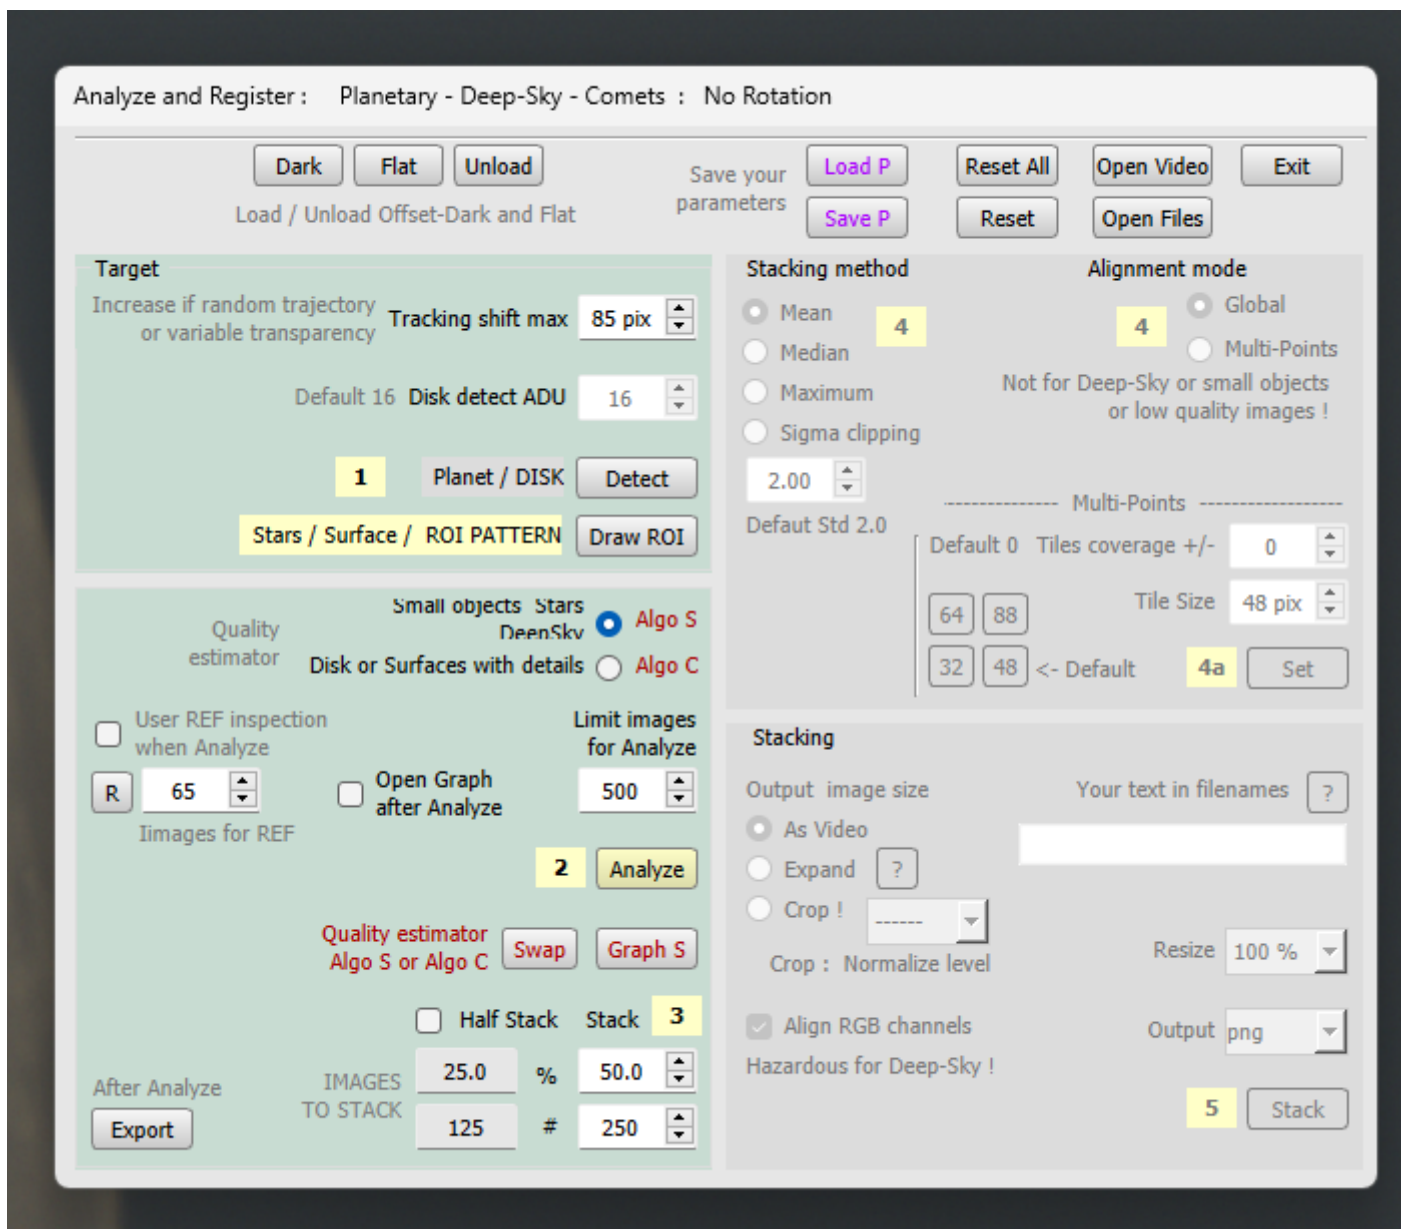 Analyze and Register :    Planetary - Deep-Sky - Comets  :  No Rotation
Dark
Flat
Unload
Load / Unload Offset-Dark and Flat
Save your
parameters
Load P
Save P
Reset All
Reset
Open Video
Open Files
Exit
Target
Increase if random trajectory
or variable transparency
Tracking shift max
85 pix
Default 16
Disk detect ADU
16
1
Planet / DISK
Detect
Stars / Surface /  ROI PATTERN
Draw ROI
Quality
estimator
Small objects  Stars
DeepSky
Algo S
Disk or Surfaces with details
Algo C
User REF inspection
when Analyze
R
65
Iimages for REF
Open Graph
after Analyze
Limit images
for Analyze
500
2
Analyze
Quality estimator
Algo S or Algo C
Swap
Graph S
Half Stack
Stack
3
After Analyze
Export
IMAGES
TO STACK
25.0
%
50.0
125
#
250
Stacking method
Mean
Median
Maximum
Sigma clipping
4
2.00
Defaut Std 2.0
Alignment mode
4
Global
Multi-Points
Not for Deep-Sky or small objects
or low quality images !
------------- Multi-Points ----------------
Default 0
Tiles coverage +/-
0
64
88
Tile Size
48 pix
32
48
<- Default
4a
Set
Stacking
Output  image size
As Video
Expand
?
Crop !
------
Crop :  Normalize level
Your text in filenames
?
Resize
100 %
Align RGB channels
Hazardous for Deep-Sky !
Output
png
5
Stack